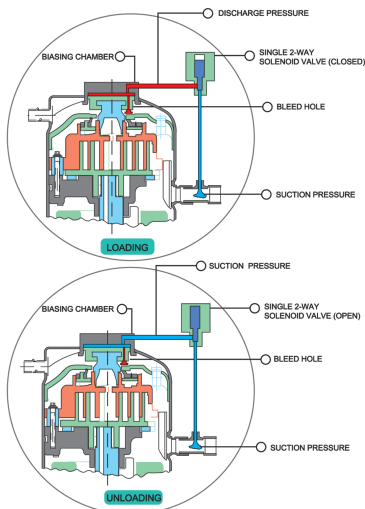 DISCHARGE PRESSURE
BIASING CHAMBER
SINGLE 2-WAY
SOLENOID VALVE (CLOSED)
BLEED HOLE
SUCTION PRESSURE
LOADING
SUCTION PRESSURE
BIASING CHAMBER
SINGLE 2-WAY
SOLENOID VALVE (OPEN)
BLEED HOLE
SUCTION PRESSURE
UNLOADING